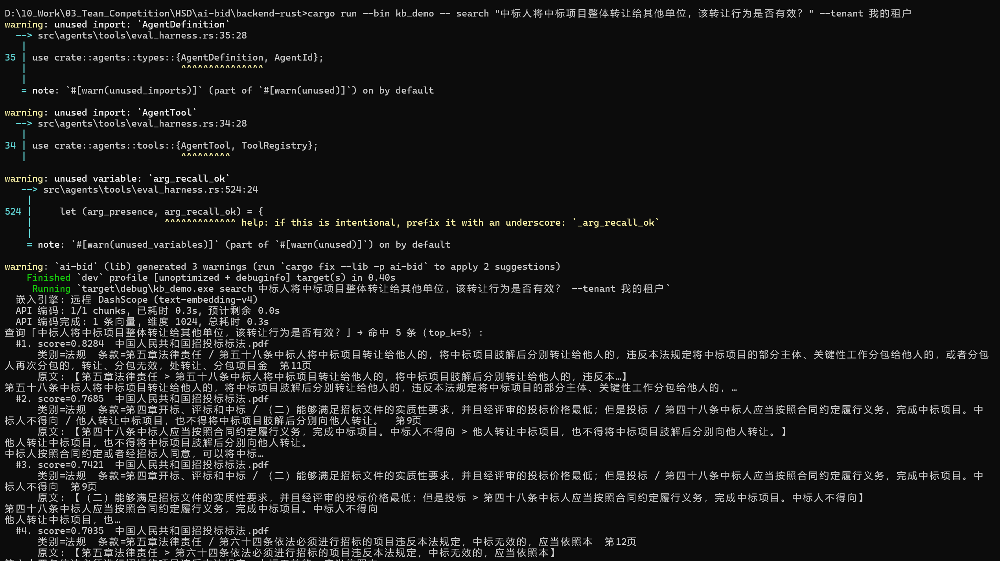 D:\10_Work\03_Team_Competition\HSD\ai-bid\backend-rust>cargo run --bin kb_demo -- search "中标人将中标项目整体转让给其他单位，该转让行为是否有效？" --tenant 我的租户
warning: unused import: `AgentDefinition`
  --> src\agents\tools\eval_harness.rs:35:28
   |
35 | use crate::agents::types::{AgentDefinition, AgentId};
   |                            ^^^^^^^^^^^^^^^
   |
   = note: `#[warn(unused_imports)]` (part of `#[warn(unused)]`) on by default
warning: unused import: `AgentTool`
  --> src\agents\tools\eval_harness.rs:34:28
   |
34 | use crate::agents::tools::{AgentTool, ToolRegistry};
   |                            ^^^^^^^^^
warning: unused variable: `arg_recall_ok`
   --> src\agents\tools\eval_harness.rs:524:24
    |
524 |     let (arg_presence, arg_recall_ok) = {
    |                        ^^^^^^^^^^^^^ help: if this is intentional, prefix it with an underscore: `_arg_recall_ok`
    |
    = note: `#[warn(unused_variables)]` (part of `#[warn(unused)]`) on by default
warning: `ai-bid` (lib) generated 3 warnings (run `cargo fix --lib -p ai-bid` to apply 2 suggestions)
    Finished `dev` profile [unoptimized + debuginfo] target(s) in 0.40s
     Running `target\debug\kb_demo.exe search 中标人将中标项目整体转让给其他单位，该转让行为是否有效？ --tenant 我的租户`
  嵌入引擎: 远程 DashScope (text-embedding-v4)
  API 编码: 1/1 chunks, 已耗时 0.3s, 预计剩余 0.0s
  API 编码完成: 1 条向量, 维度 1024, 总耗时 0.3s
查询「中标人将中标项目整体转让给其他单位，该转让行为是否有效？」→ 命中 5 条（top_k=5）:
  #1. score=0.8284  中国人民共和国招投标标法.pdf
      类别=法规  条款=第五章法律责任 / 第五十八条中标人将中标项目转让给他人的，将中标项目肢解后分别转让给他人的，违反本法规定将中标项目的部分主体、关键性工作分包给他人的，或者分包
人再次分包的，转让、分包无效，处转让、分包项目金  第11页
      原文: 【第五章法律责任 > 第五十八条中标人将中标项目转让给他人的，将中标项目肢解后分别转让给他人的，违反本…】
第五十八条中标人将中标项目转让给他人的，将中标项目肢解后分别转让给他人的，违反本法规定将中标项目的部分主体、关键性工作分包给他人的，…
  #2. score=0.7685  中国人民共和国招投标标法.pdf
      类别=法规  条款=第四章开标、评标和中标 / （二）能够满足招标文件的实质性要求，并且经评审的投标价格最低；但是投标 / 第四十八条中标人应当按照合同约定履行义务，完成中标项目。中
标人不得向 / 他人转让中标项目，也不得将中标项目肢解后分别向他人转让。  第9页
      原文: 【第四十八条中标人应当按照合同约定履行义务，完成中标项目。中标人不得向 > 他人转让中标项目，也不得将中标项目肢解后分别向他人转让。】
他人转让中标项目，也不得将中标项目肢解后分别向他人转让。
中标人按照合同约定或者经招标人同意，可以将中标…
  #3. score=0.7421  中国人民共和国招投标标法.pdf
      类别=法规  条款=第四章开标、评标和中标 / （二）能够满足招标文件的实质性要求，并且经评审的投标价格最低；但是投标 / 第四十八条中标人应当按照合同约定履行义务，完成中标项目。中
标人不得向  第9页
      原文: 【（二）能够满足招标文件的实质性要求，并且经评审的投标价格最低；但是投标 > 第四十八条中标人应当按照合同约定履行义务，完成中标项目。中标人不得向】
第四十八条中标人应当按照合同约定履行义务，完成中标项目。中标人不得向
他人转让中标项目，也…
  #4. score=0.7035  中国人民共和国招投标标法.pdf
      类别=法规  条款=第五章法律责任 / 第六十四条依法必须进行招标的项目违反本法规定，中标无效的，应当依照本  第12页
      原文: 【第五章法律责任 > 第六十四条依法必须进行招标的项目违反本法规定，中标无效的，应当依照本】